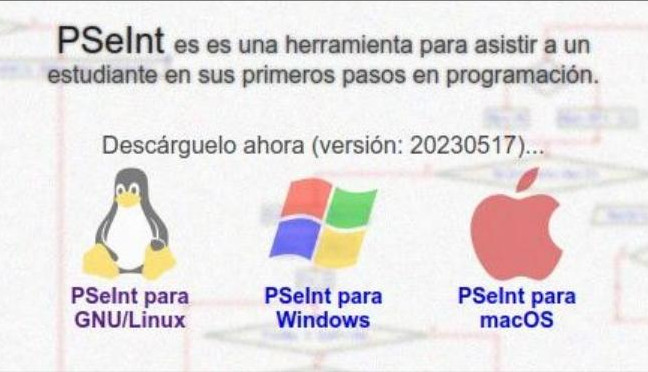 PSeInt es es una herramienta para asistir a un
estudiante en sus primeros pasos en programación.
Descárguelo ahora (versión: 20230517)...
PSeInt para
GNU/Linux
PSeInt para
Windows
PSeInt para
macOS